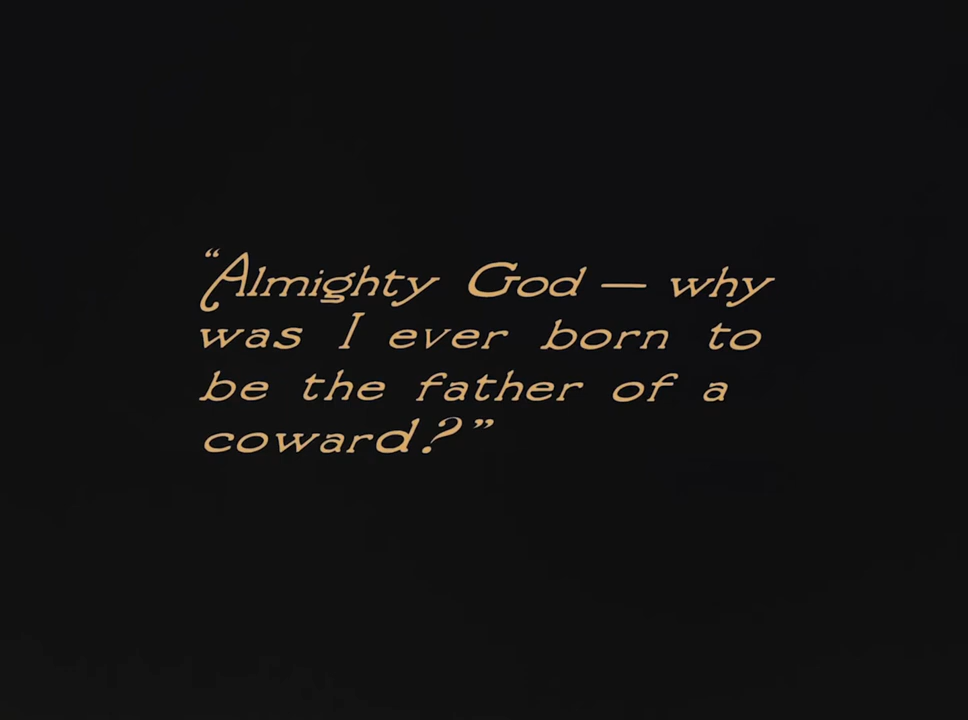 “Almighty God — why
was I ever born to
be the father of a
coward?”